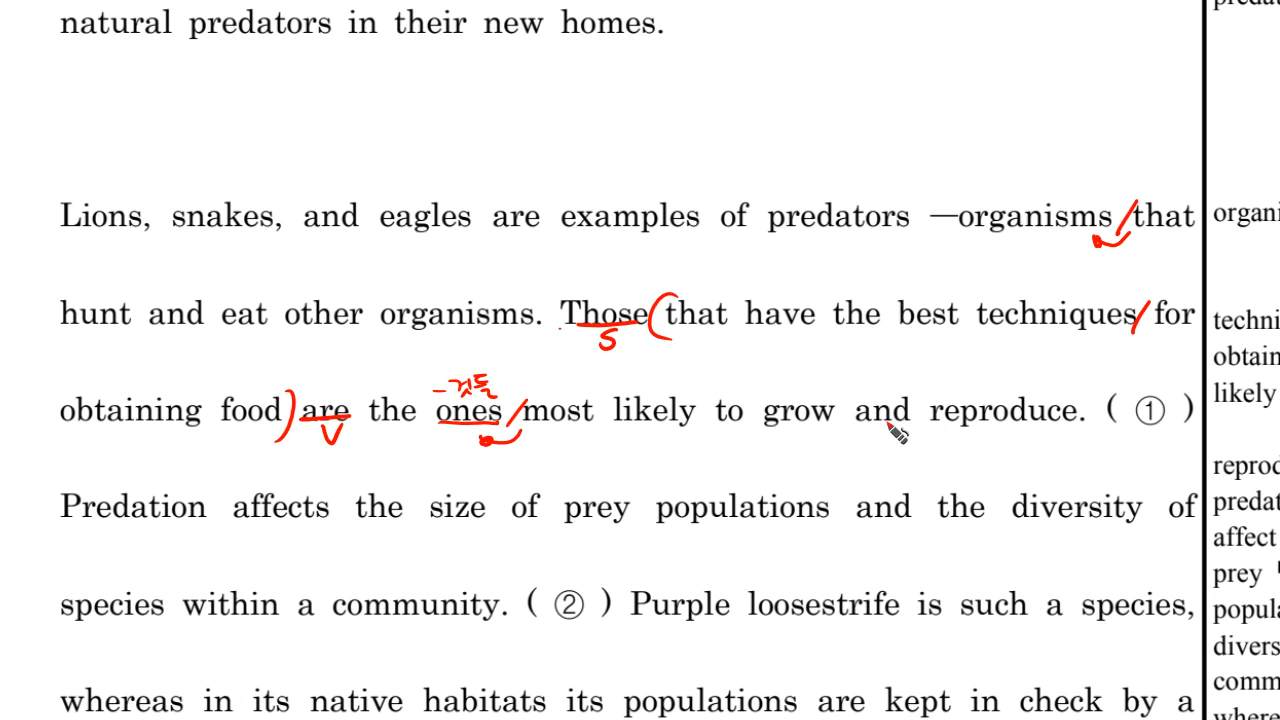 natural predators in their new homes.
Lions, snakes, and eagles are examples of predators —organisms that
hunt and eat other organisms. Those that have the best techniques for
S
~것들
obtaining food are the ones most likely to grow and reproduce. ( ① )
V
Predation affects the size of prey populations and the diversity of
species within a community. ( ② ) Purple loosestrife is such a species,
whereas in its native habitats its populations are kept in check by a
organi
techni
obtain
likely
reprod
predat
affect
prey
popula
divers
comm
where